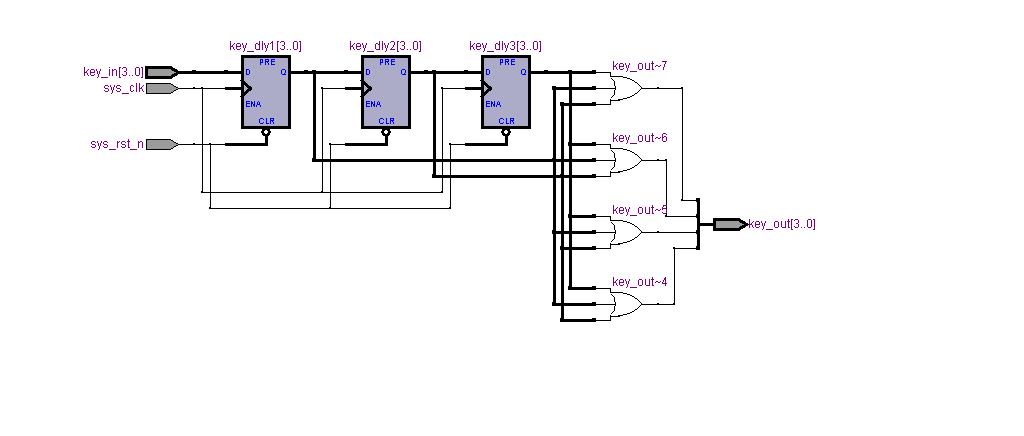 key_dly1[3..0]
key_dly2[3..0]
key_dly3[3..0]
key_in[3..0]
sys_clk
sys_rst_n
PRE
D
Q
ENA
CLR
PRE
D
Q
ENA
CLR
PRE
D
Q
ENA
CLR
key_out~7
key_out~6
key_out~5
key_out~4
key_out[3..0]